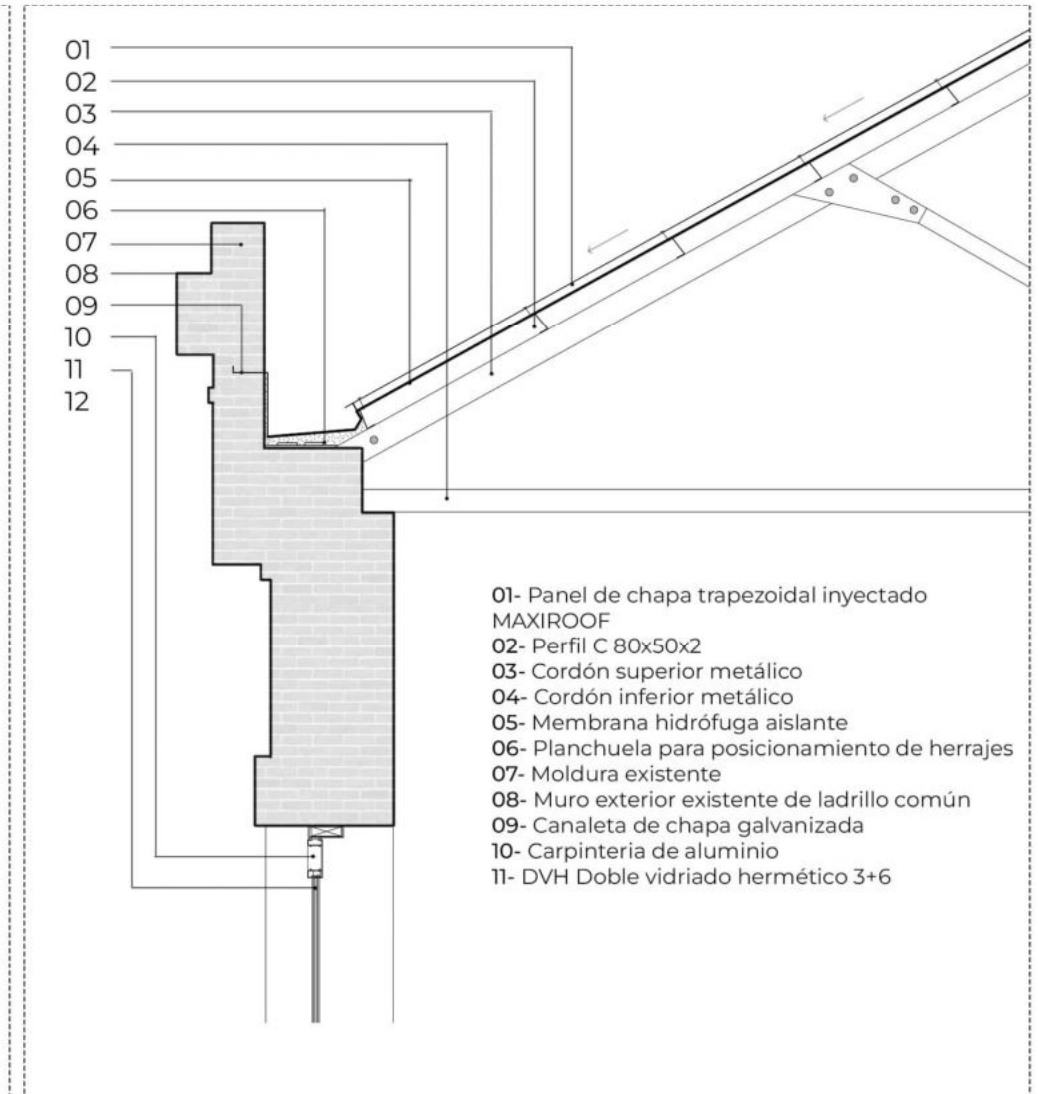 01
02
03
04
05
06
07
08
09
10
11
12
01- Panel de chapa trapezoidal inyectado
MAXIROOF
02- Perfil C 80x50x2
03- Cordón superior metálico
04- Cordón inferior metálico
05- Membrana hidrófuga aislante
06- Planchuela para posicionamiento de herrajes
07- Moldura existente
08- Muro exterior existente de ladrillo común
09- Canaleta de chapa galvanizada
10- Carpinteria de aluminio
11- DVH Doble vidriado hermético 3+6